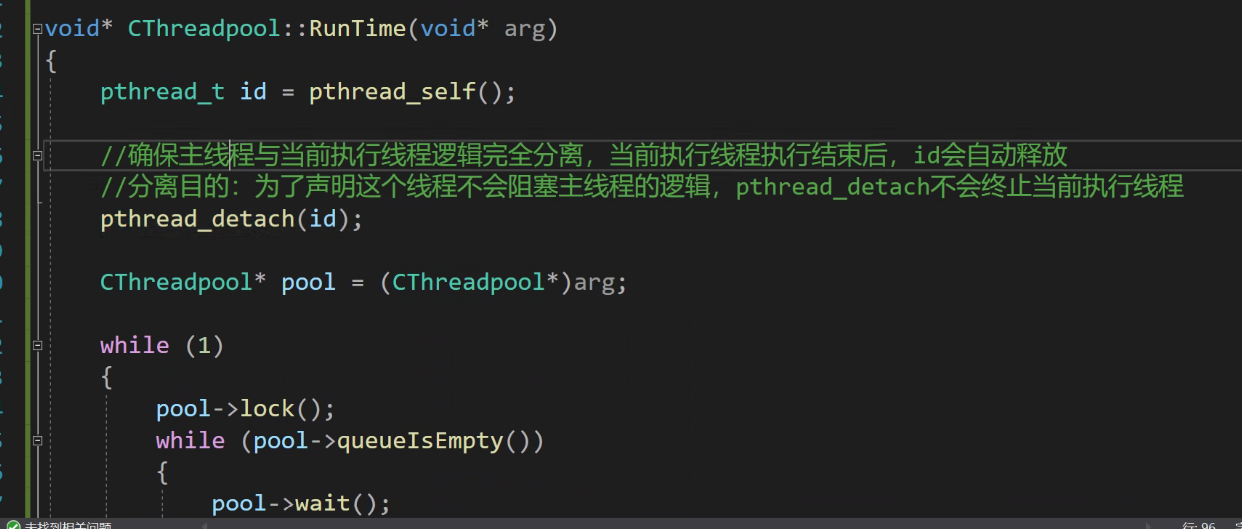 void* CThreadpool::RunTime(void* arg)
{
pthread_t id = pthread_self();
//确保主线程与当前执行线程逻辑完全分离，当前执行线程执行结束后，id会自动释放
//分离目的：为了声明这个线程不会阻塞主线程的逻辑，pthread_detach不会终止当前执行线程
pthread_detach(id);
CThreadpool* pool = (CThreadpool*)arg;
while (1)
{
pool->lock();
while (pool->queueIsEmpty())
{
pool->wait();
未找到相关问题
行: 96